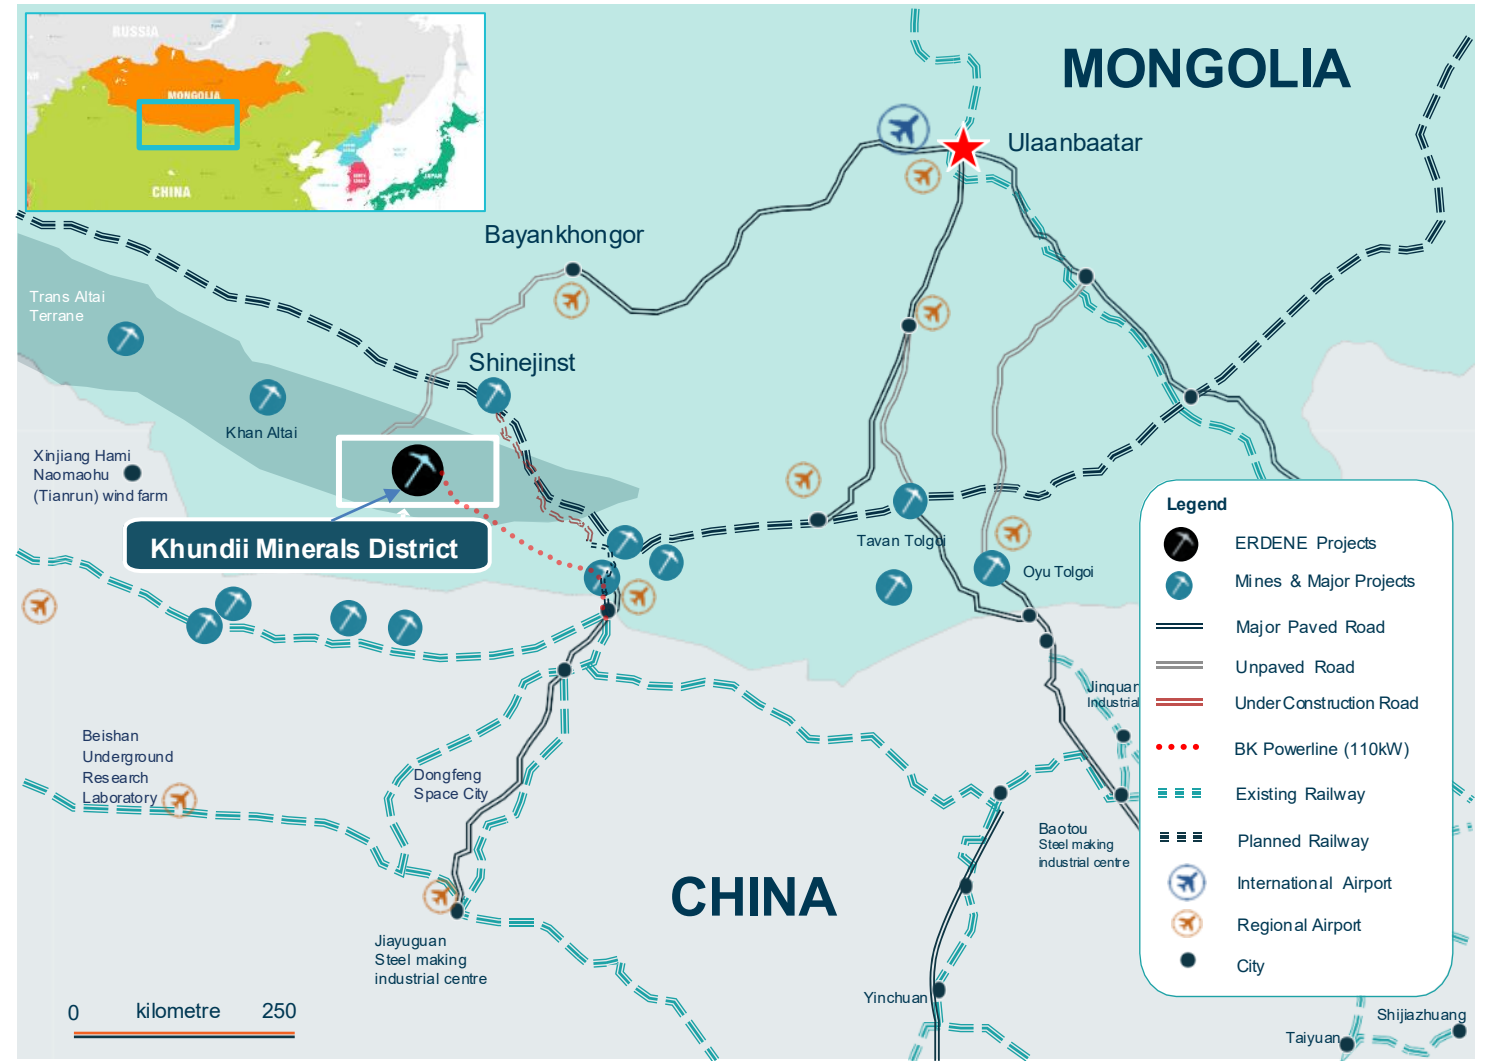 RUSSIA
MONGOLIA
CHINA
JAPAN
MONGOLIA
Ulaanbaatar
Bayankhongor
Trans Altai
Terrane
Shinejinst
Khan Altai
Xinjiang Hami
Naomaohu
(Tianrun) wind farm
Khundii Minerals District
Tavan Tolgoi
Oyu Tolgoi
Jinquan
Industrial
Beishan
Underground
Research
Laboratory
Dongfeng
Space City
Baotou
Steel making
industrial centre
CHINA
Jiayuguan
Steel making
industrial centre
Yinchuan
Shijiazhuang
Taiyuan
0 kilometre 250
Legend
ERDENE Projects
Mines & Major Projects
Major Paved Road
Unpaved Road
Under Construction Road
BK Powerline (110kW)
Existing Railway
Planned Railway
International Airport
Regional Airport
City